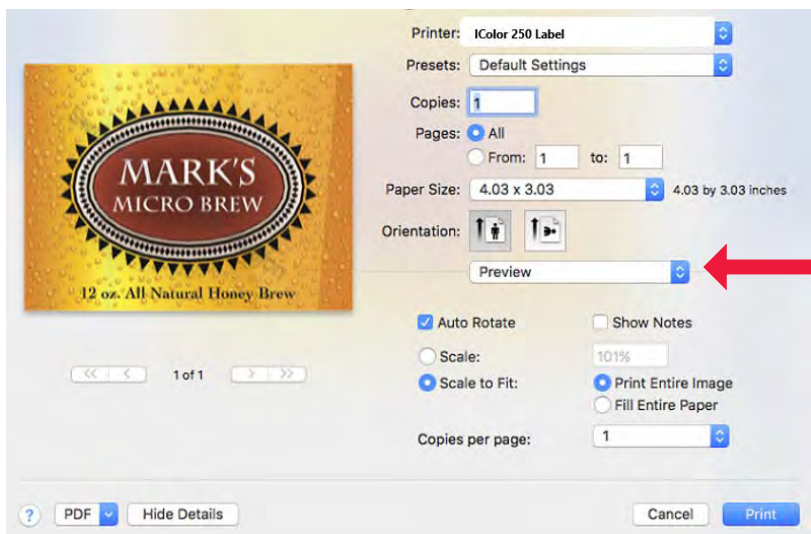 MARK'S
MICRO BREW
12 oz. All Natural Honey Brew
<< < 1 of 1 > >>
Printer: IColor 250 Label
Presets: Default Settings
Copies: 1
Pages: All
From: 1 to: 1
Paper Size: 4.03 x 3.03 4.03 by 3.03 inches
Orientation:
Preview
Auto Rotate Show Notes
Scale: 101%
Scale to Fit: Print Entire Image
Fill Entire Paper
Copies per page: 1
? PDF Hide Details Cancel Print